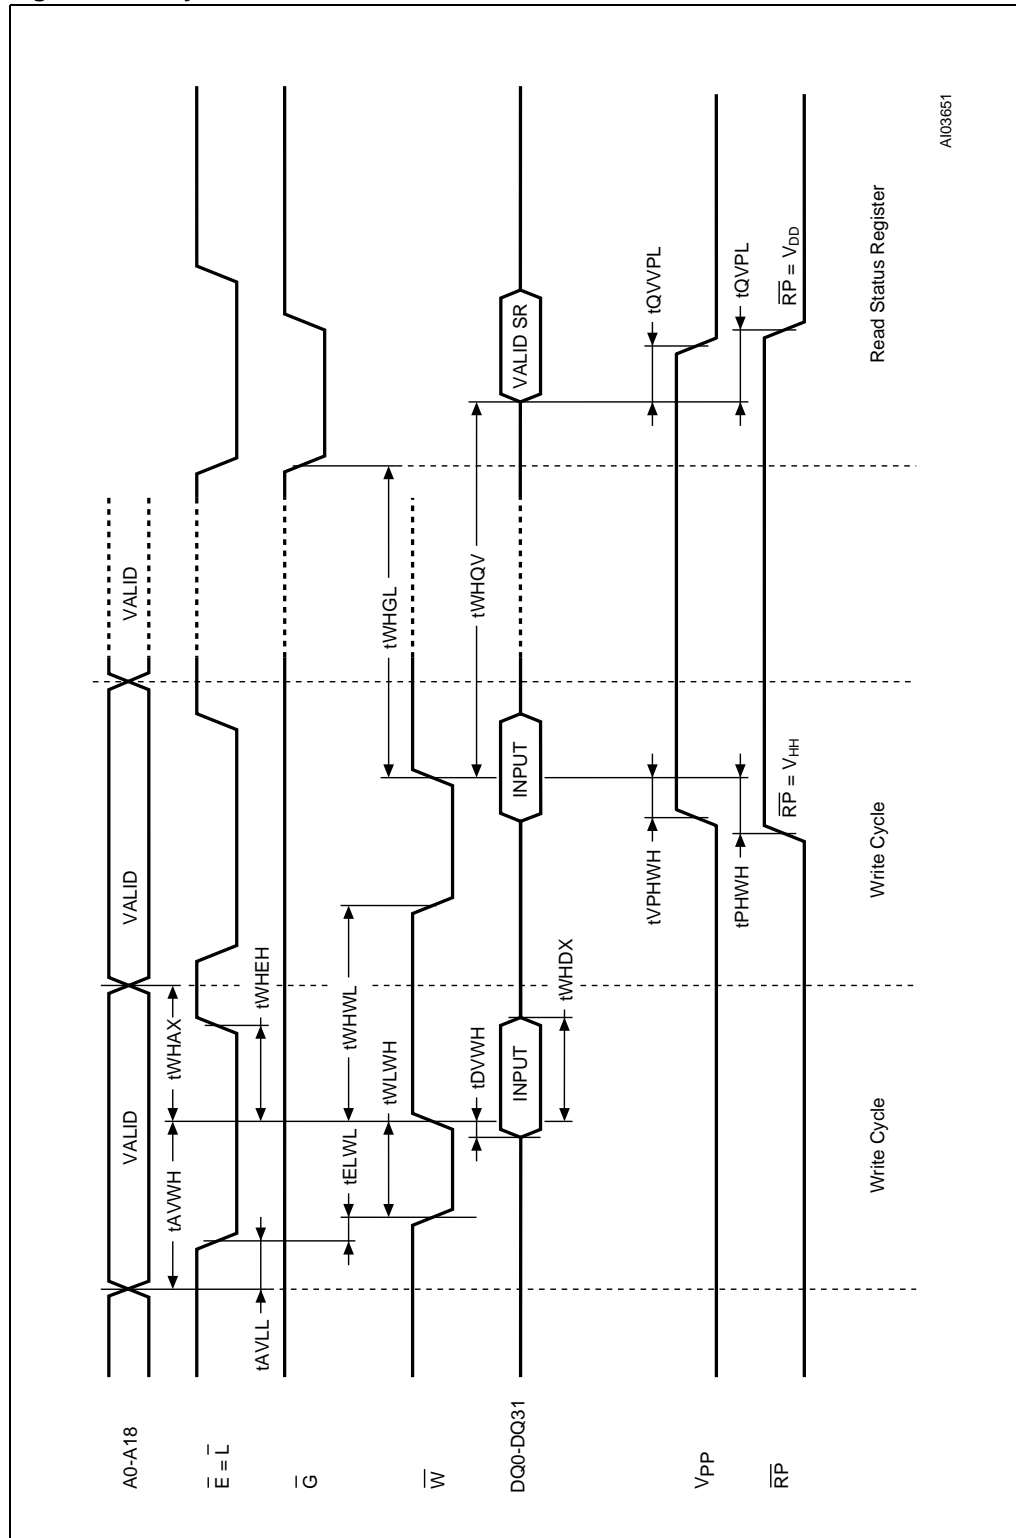 A0-A18
VALID
VALID
VALID
tAVWH
tWHAX
E = L
tAVLL
tWHEH
G
tELWL
tWHWL
tWLWH
tWHGL
W
tDVWH
tWHQV
DQ0-DQ31
INPUT
INPUT
VALID SR
tWHDX
tVPHWH
tQVVPL
VPP
tPHWH
tQVPL
RP = VHH
RP = VDD
RP
Write Cycle
Write Cycle
Read Status Register
AI03651